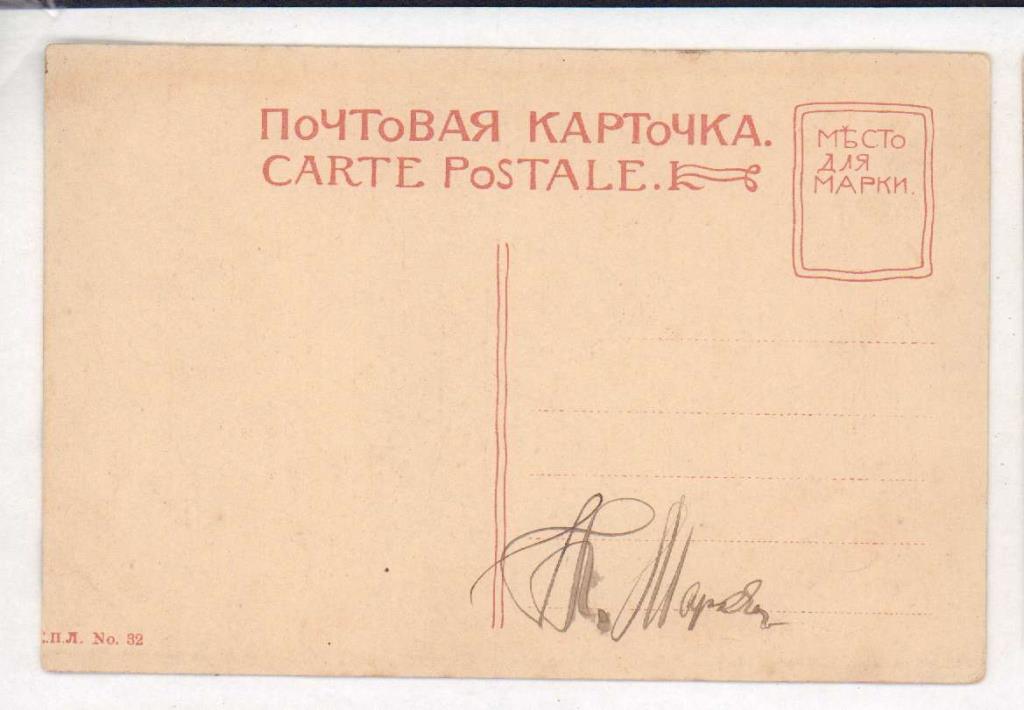 ПОЧТОВАЯ КАРТОЧКА.
CARTE POSTALE.
МѢСТО
ДЛЯ
МАРКИ.
.П.Л. No. 32